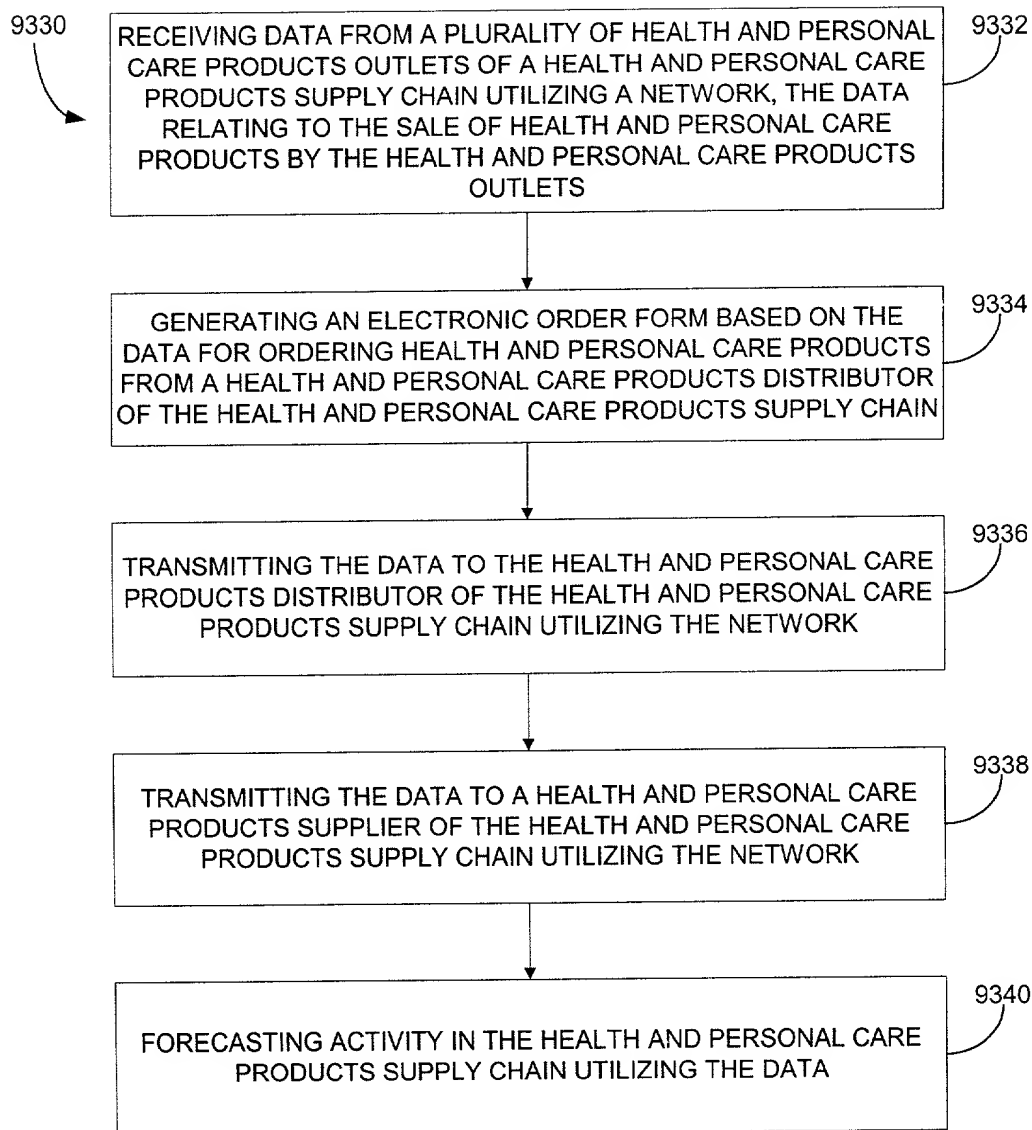 9330
RECEIVING DATA FROM A PLURALITY OF HEALTH AND PERSONAL
CARE PRODUCTS OUTLETS OF A HEALTH AND PERSONAL CARE
PRODUCTS SUPPLY CHAIN UTILIZING A NETWORK, THE DATA
RELATING TO THE SALE OF HEALTH AND PERSONAL CARE
PRODUCTS BY THE HEALTH AND PERSONAL CARE PRODUCTS
OUTLETS
9332
GENERATING AN ELECTRONIC ORDER FORM BASED ON THE
DATA FOR ORDERING HEALTH AND PERSONAL CARE PRODUCTS
FROM A HEALTH AND PERSONAL CARE PRODUCTS DISTRIBUTOR
OF THE HEALTH AND PERSONAL CARE PRODUCTS SUPPLY CHAIN
9334
TRANSMITTING THE DATA TO THE HEALTH AND PERSONAL CARE
PRODUCTS DISTRIBUTOR OF THE HEALTH AND PERSONAL CARE
PRODUCTS SUPPLY CHAIN UTILIZING THE NETWORK
9336
TRANSMITTING THE DATA TO A HEALTH AND PERSONAL CARE
PRODUCTS SUPPLIER OF THE HEALTH AND PERSONAL CARE
PRODUCTS SUPPLY CHAIN UTILIZING THE NETWORK
9338
FORECASTING ACTIVITY IN THE HEALTH AND PERSONAL CARE
PRODUCTS SUPPLY CHAIN UTILIZING THE DATA
9340